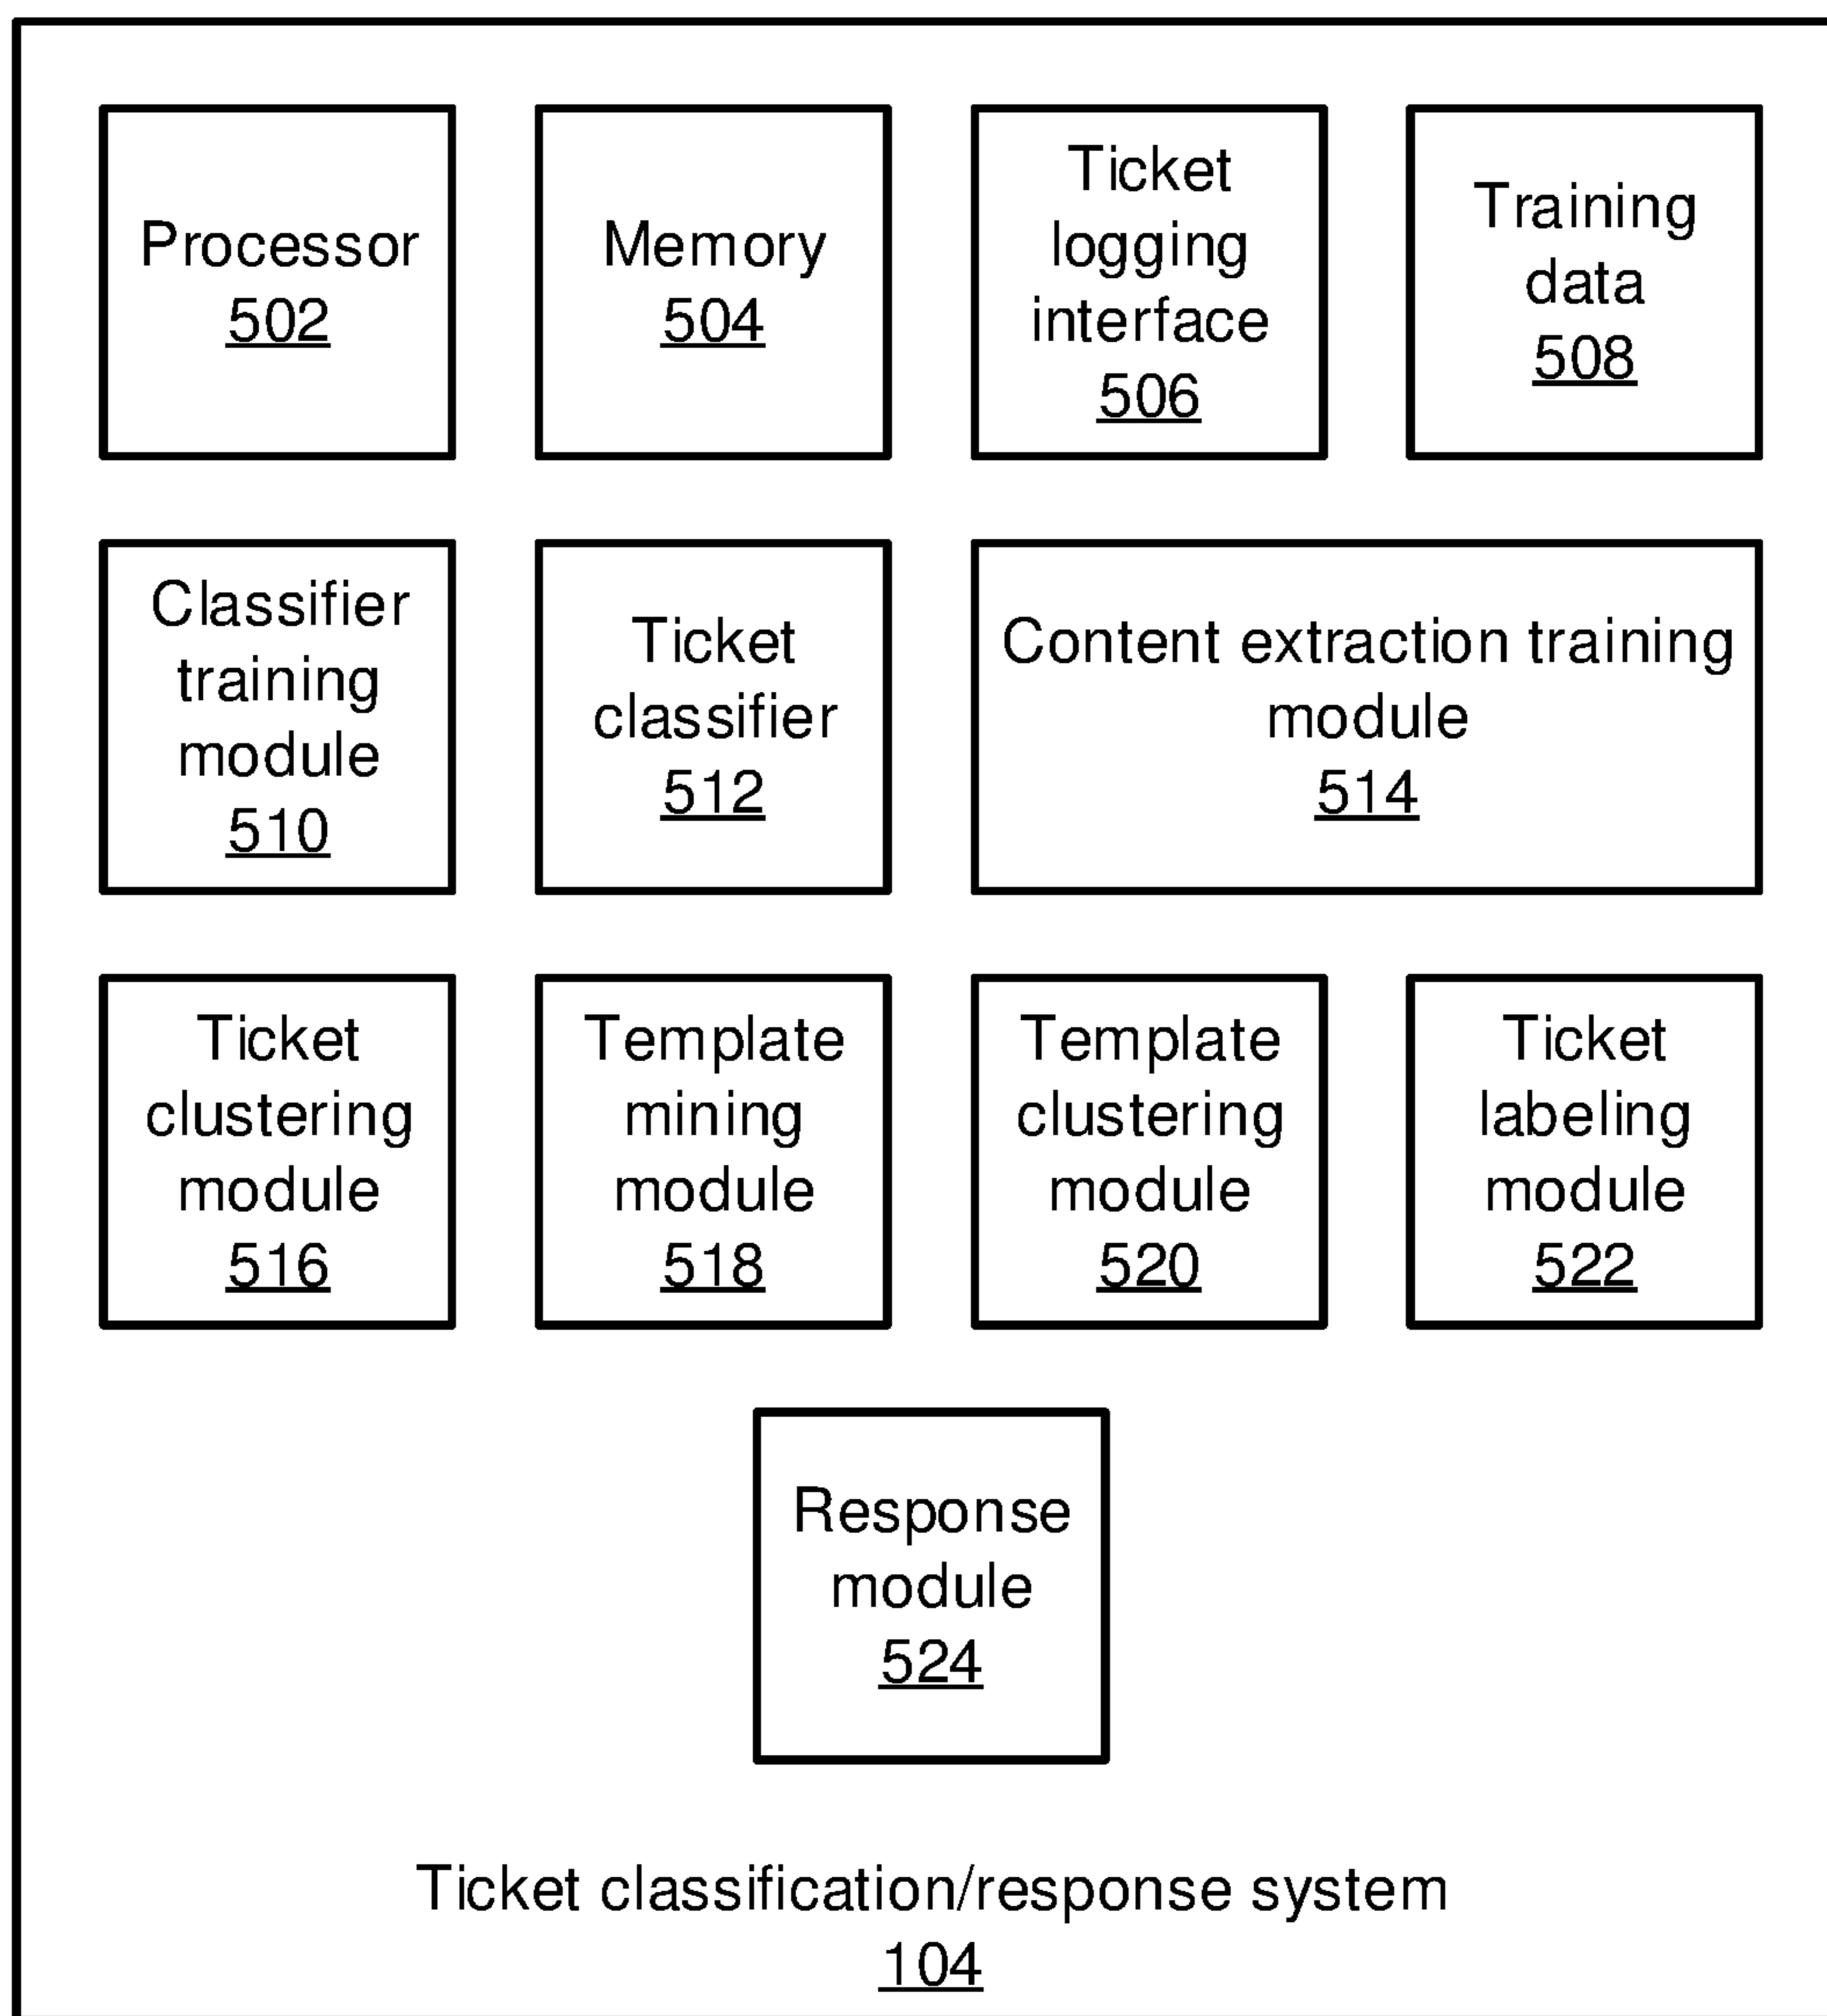 Processor
502
Memory
504
Ticket
logging
interface
506
Training
data
508
Classifier
training
module
510
Ticket
classifier
512
Content extraction training
module
514
Ticket
clustering
module
516
Template
mining
module
518
Template
clustering
module
520
Ticket
labeling
module
522
Response
module
524
Ticket classification/response system
104